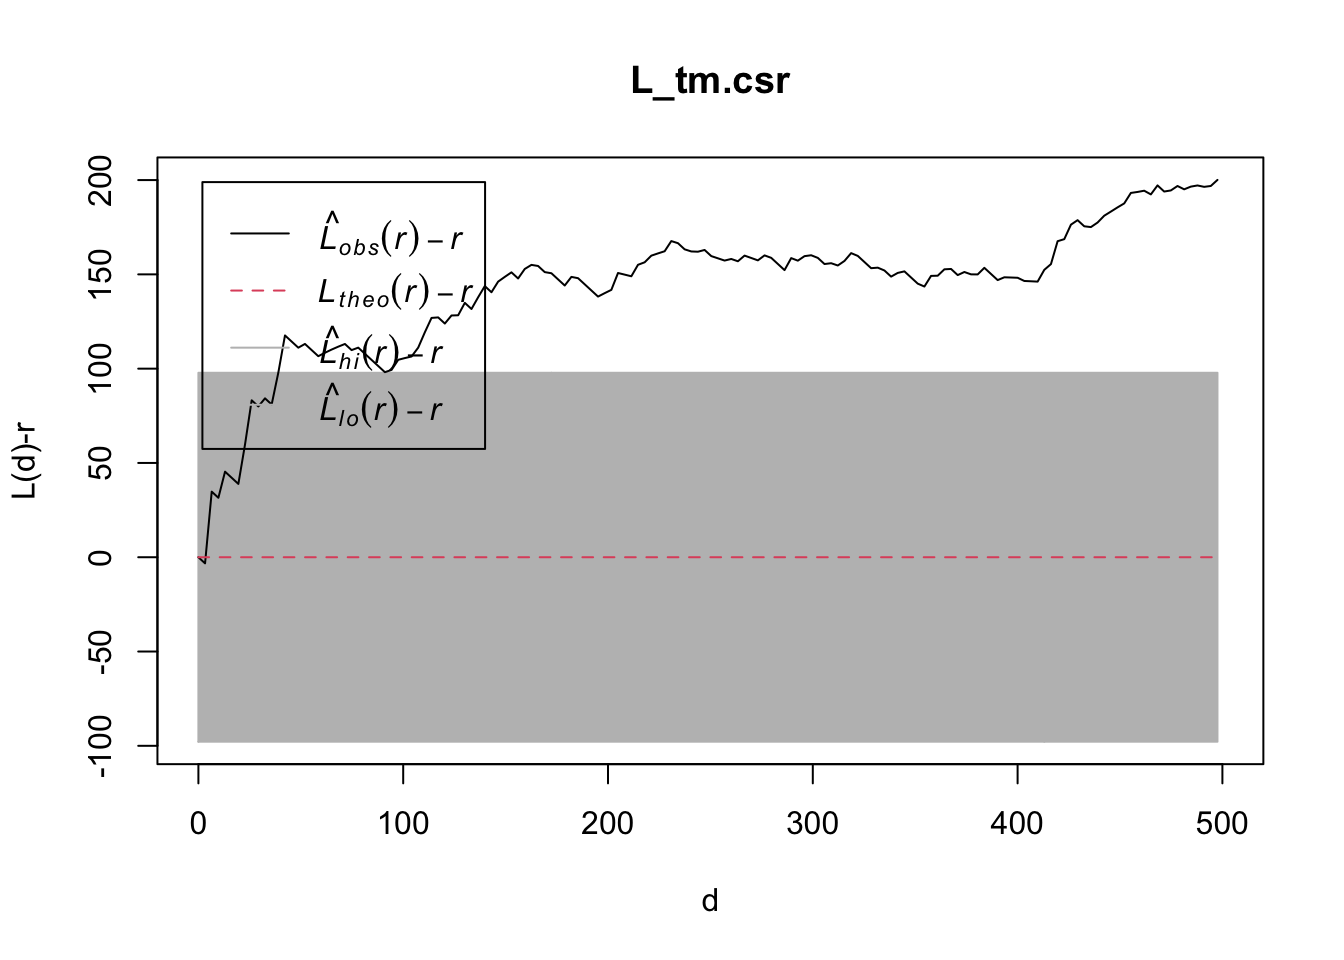 L_tm.csr
L(d)-r
200
150
100
50
0
-50
-100
L̂obs(r) − r
Ltheo(r) − r
L̂hi(r) − r
L̂lo(r) − r
0 100 200 300 400 500
d